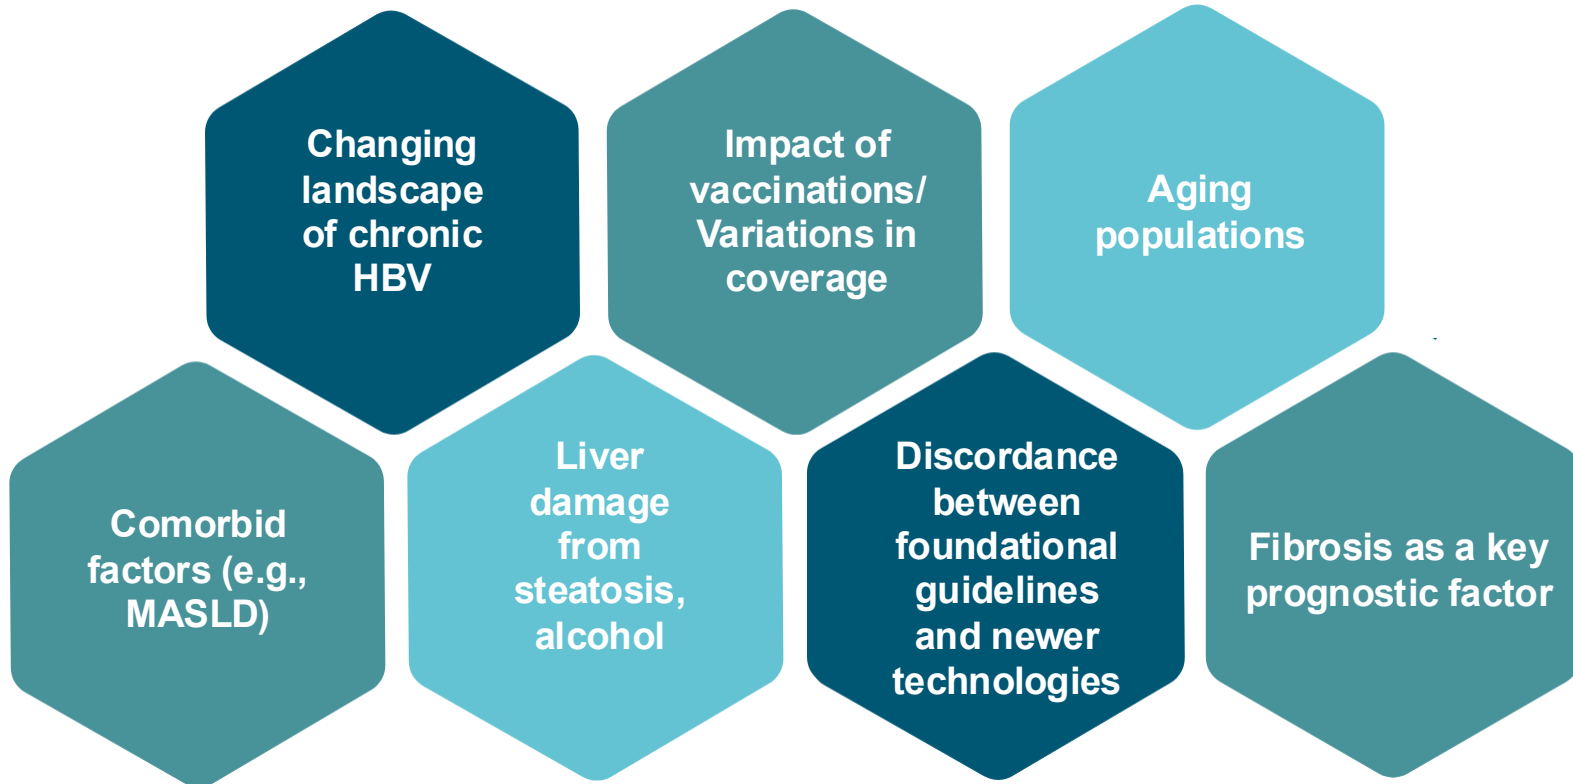 Changing
landscape
of chronic
HBV
Impact of
vaccinations/
Variations in
coverage
Aging
populations
Comorbid
factors (e.g.,
MASLD)
Liver
damage
from
steatosis,
alcohol
Discordance
between
foundational
guidelines
and newer
technologies
Fibrosis as a key
prognostic factor